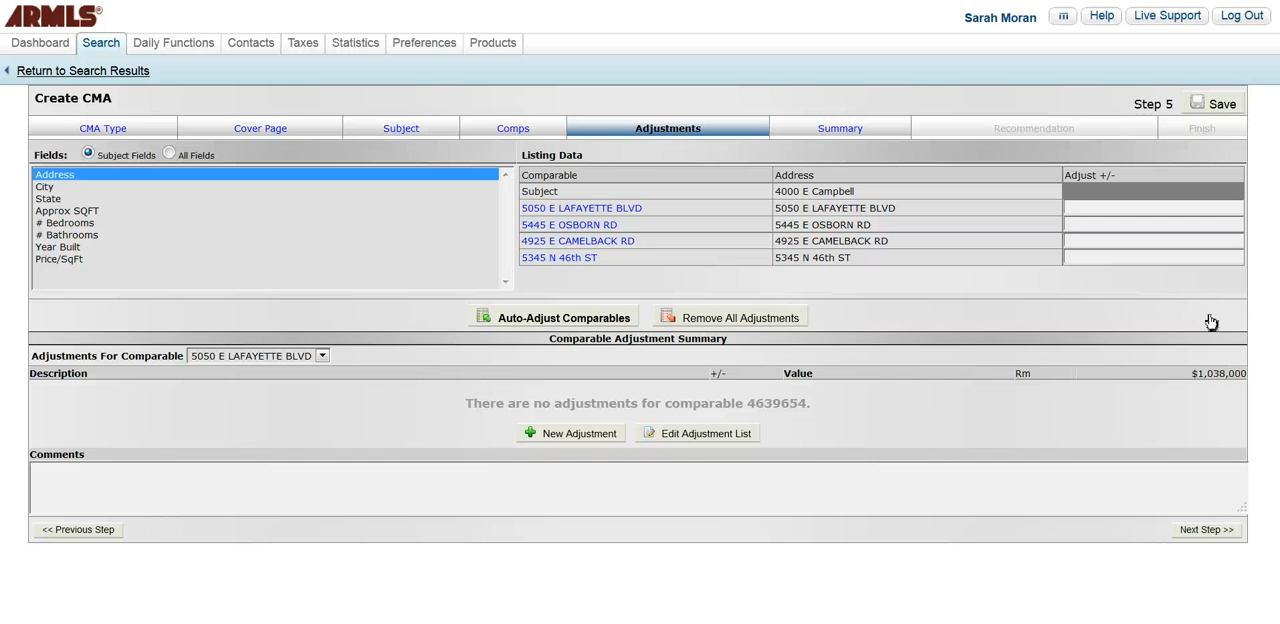 ARMLS®
Sarah Moran m Help Live Support Log Out
Dashboard Search Daily Functions Contacts Taxes Statistics Preferences Products
Return to Search Results
Create CMA
Step 5 Save
CMA Type Cover Page Subject Comps Adjustments Summary Recommendation Finish
Fields: Subject Fields All Fields
Listing Data
Address
City
State
Approx SQFT
# Bedrooms
# Bathrooms
Year Built
Price/SqFt
Comparable Address Adjust +/-
Subject 4000 E Campbell
5050 E LAFAYETTE BLVD 5050 E LAFAYETTE BLVD
5445 E OSBORN RD 5445 E OSBORN RD
4925 E CAMELBACK RD 4925 E CAMELBACK RD
5345 N 46th ST 5345 N 46th ST
Auto-Adjust Comparables Remove All Adjustments
Comparable Adjustment Summary
Adjustments For Comparable 5050 E LAFAYETTE BLVD
Description +/- Value Rm $1,038,000
There are no adjustments for comparable 4639654.
New Adjustment Edit Adjustment List
Comments
<< Previous Step Next Step >>